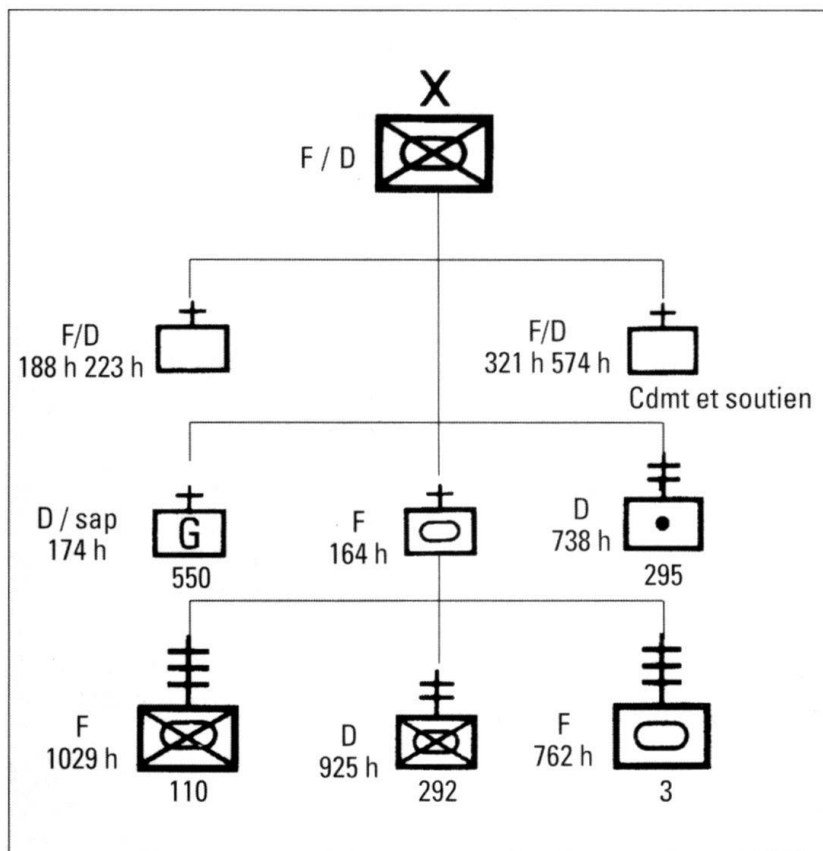 X
F / D
F/D
188 h 223 h
F/D
321 h 574 h
Cdmt et soutien
D / sap
174 h
G
550
F
164 h
D
738 h
295
F
1029 h
110
D
925 h
292
F
762 h
3